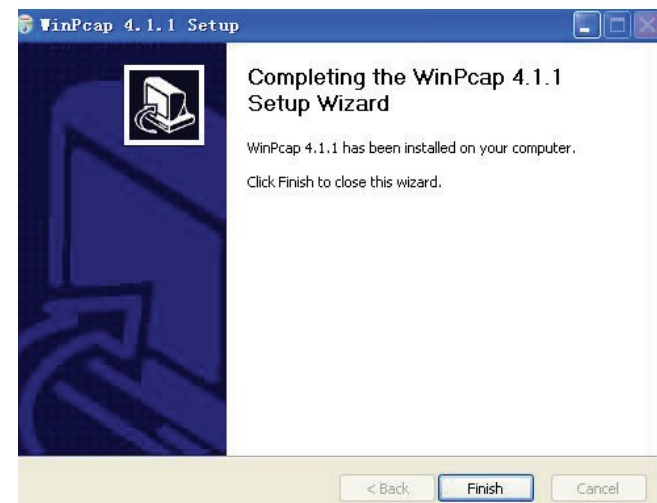 WinPcap 4.1.1 Setup
Completing the WinPcap 4.1.1
Setup Wizard
WinPcap 4.1.1 has been installed on your computer.
Click Finish to close this wizard.
< Back
Finish
Cancel